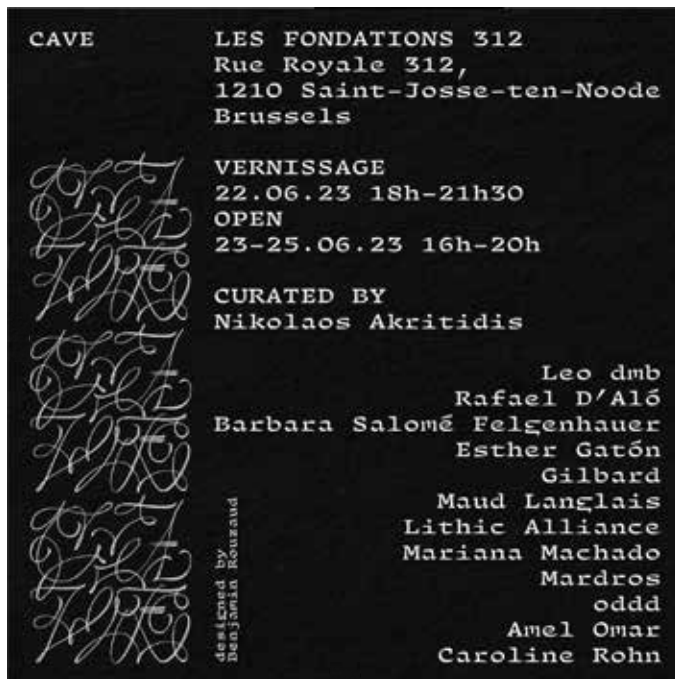 CAVE
LES FONDATIONS 312
Rue Royale 312,
1210 Saint-Josse-ten-Noode
Brussels
VERNISSAGE
22.06.23 18h-21h30
OPEN
23-25.06.23 16h-20h
CURATED BY
Nikolaos Akritidis
Leo dmb
Rafael D'Aló
Barbara Salomé Felgenhauer
Esther Gatón
Gilbard
Maud Langlais
Lithic Alliance
Mariana Machado
Mardros
oddd
Amel Omar
Caroline Rohn
designed by
Benjamin Rouzaud